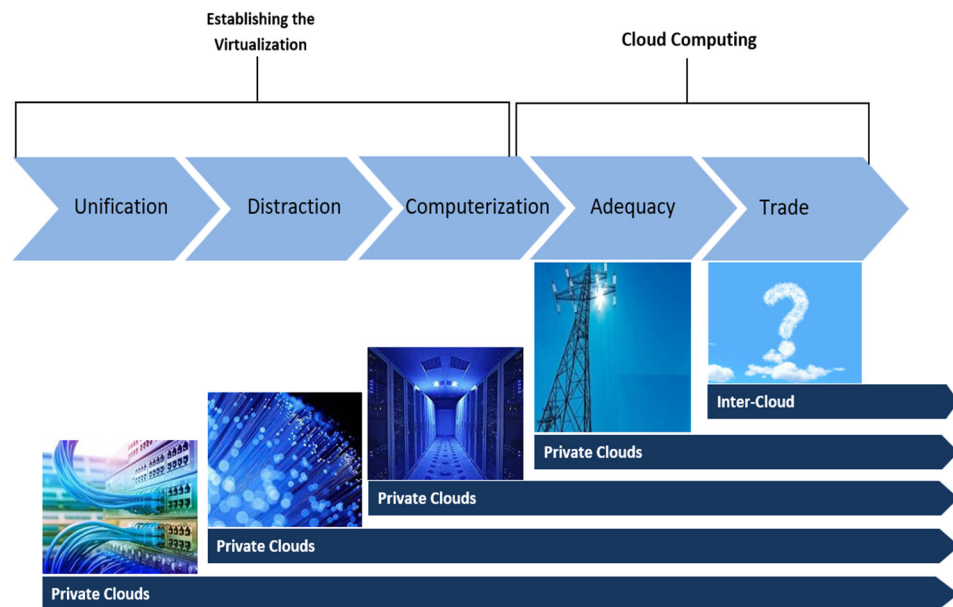 Establishing the
Virtualization
Cloud Computing
Unification
Distraction
Computerization
Adequacy
Trade
Inter-Cloud
Private Clouds
Private Clouds
Private Clouds
Private Clouds